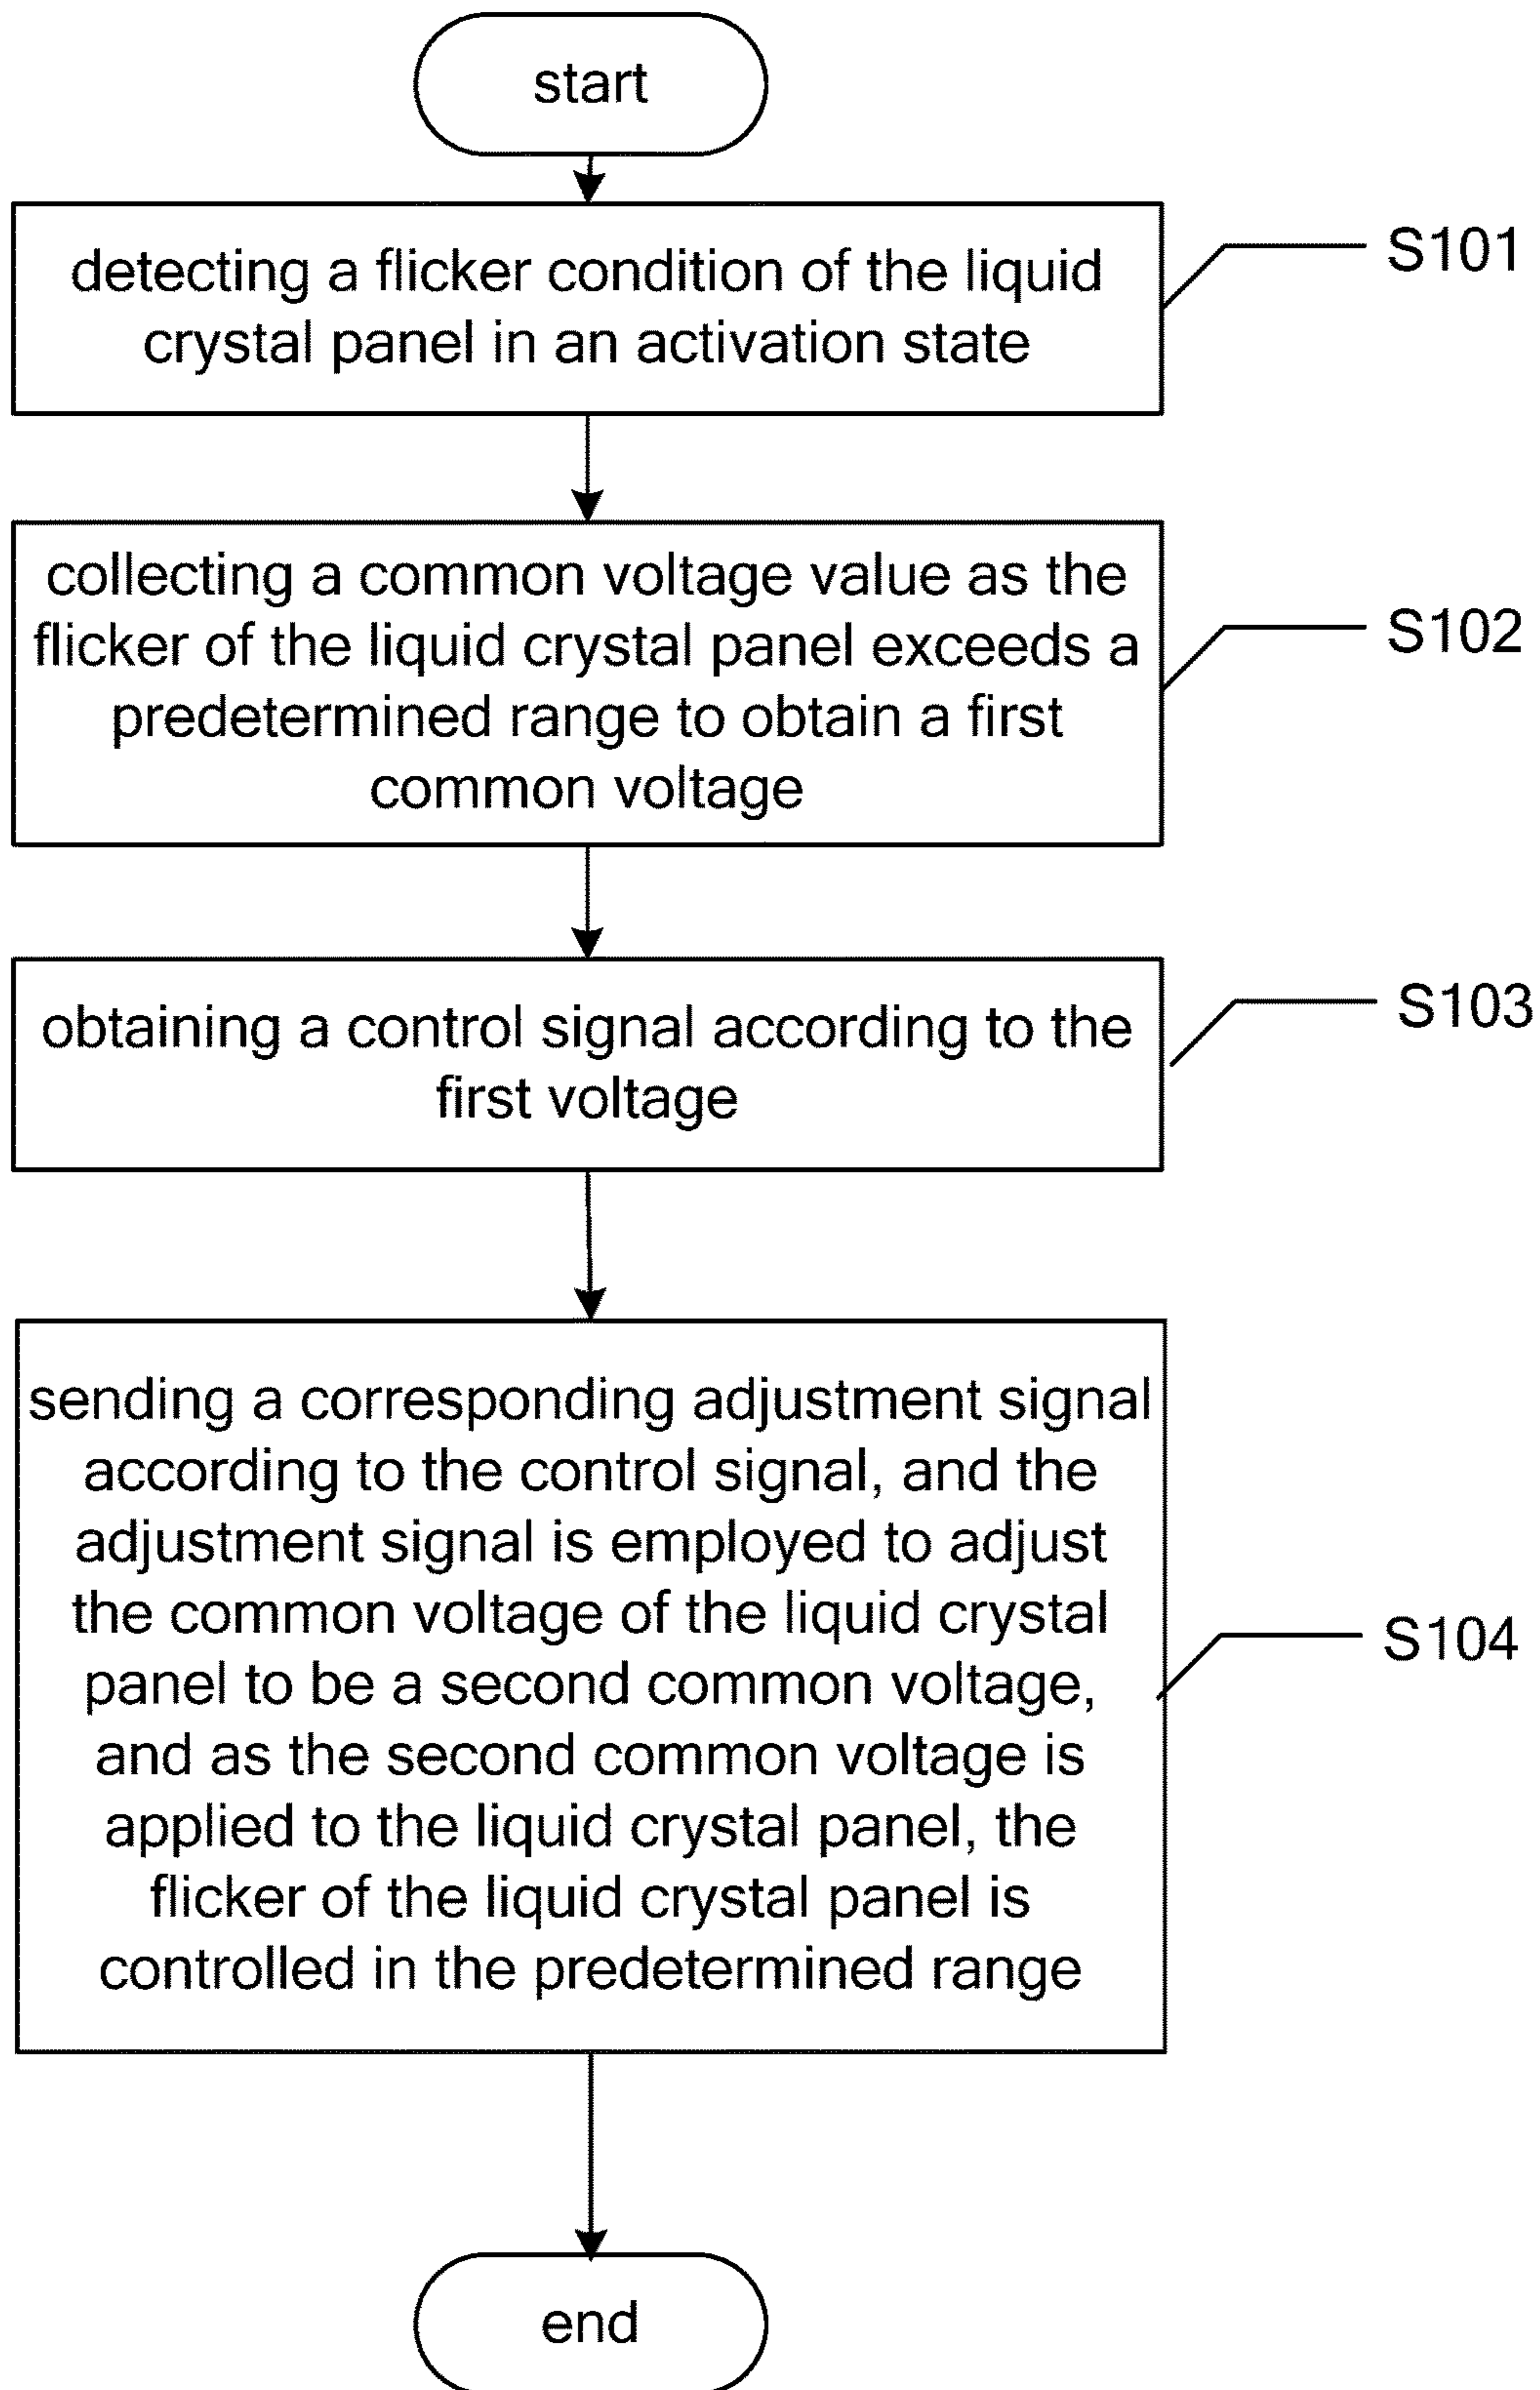 start
detecting a flicker condition of the liquid
crystal panel in an activation state
S101
collecting a common voltage value as the
flicker of the liquid crystal panel exceeds a
predetermined range to obtain a first
common voltage
S102
obtaining a control signal according to the
first voltage
S103
sending a corresponding adjustment signal
according to the control signal, and the
adjustment signal is employed to adjust
the common voltage of the liquid crystal
panel to be a second common voltage,
and as the second common voltage is
applied to the liquid crystal panel, the
flicker of the liquid crystal panel is
controlled in the predetermined range
S104
end